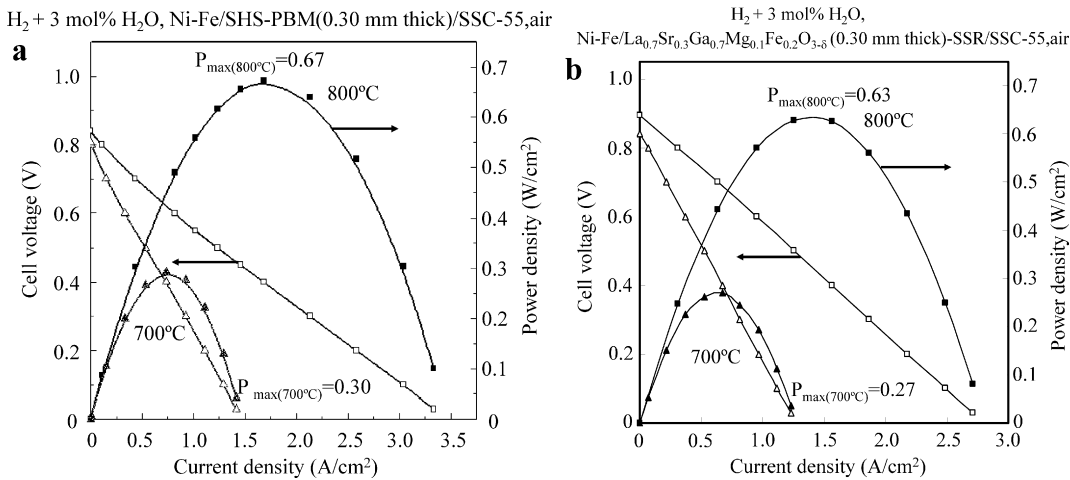 H₂ + 3 mol% H₂O, Ni-Fe/SHS-PBM(0.30 mm thick)/SSC-55,air
a
Pmax(800ºC)=0.67
800ºC
700ºC
Pmax(700ºC)=0.30
Cell voltage (V)
1.0
0.8
0.6
0.4
0.2
0
Power density (W/cm²)
0.7
0.6
0.5
0.4
0.3
0.2
0.1
0
0 0.5 1.0 1.5 2.0 2.5 3.0 3.5
Current density (A/cm²)
H₂ + 3 mol% H₂O,
Ni-Fe/La₀.₇Sr₀.₃Ga₀.₇Mg₀.₁Fe₀.₂O₃₋δ (0.30 mm thick)-SSR/SSC-55,air
b
Pmax(800ºC)=0.63
800ºC
700ºC
Pmax(700ºC)=0.27
Cell voltage (V)
1.0
0.8
0.6
0.4
0.2
0
Power density (W/cm²)
0.7
0.6
0.5
0.4
0.3
0.2
0.1
0
0 0.5 1.0 1.5 2.0 2.5 3.0
Current density (A/cm²)